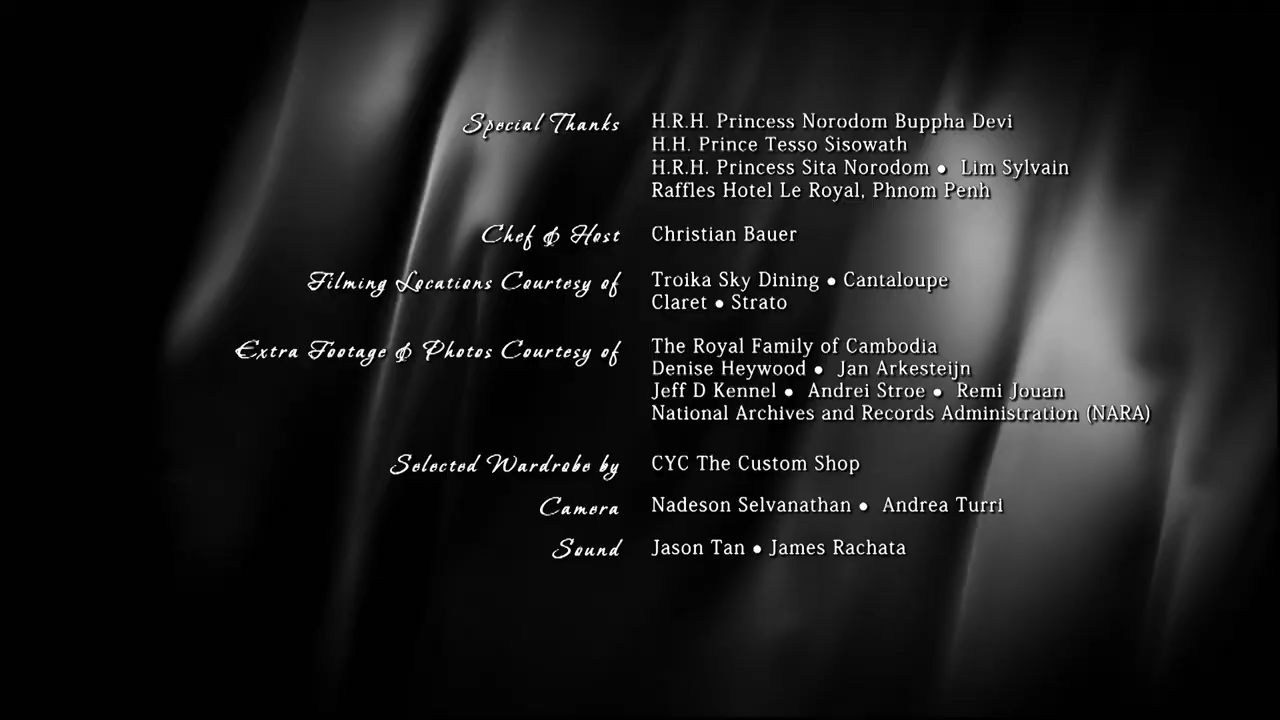 Special Thanks H.R.H. Princess Norodom Buppha Devi
H.H. Prince Tesso Sisowath
H.R.H. Princess Sita Norodom ● Lim Sylvain
Raffles Hotel Le Royal, Phnom Penh
Chef & Host Christian Bauer
Filming Locations Courtesy of Troika Sky Dining ● Cantaloupe
Claret ● Strato
Extra Footage & Photos Courtesy of The Royal Family of Cambodia
Denise Heywood ● Jan Arkesteijn
Jeff D Kennel ● Andrei Stroe ● Remi Jouan
National Archives and Records Administration (NARA)
Selected Wardrobe by CYC The Custom Shop
Camera Nadeson Selvanathan ● Andrea Turri
Sound Jason Tan ● James Rachata